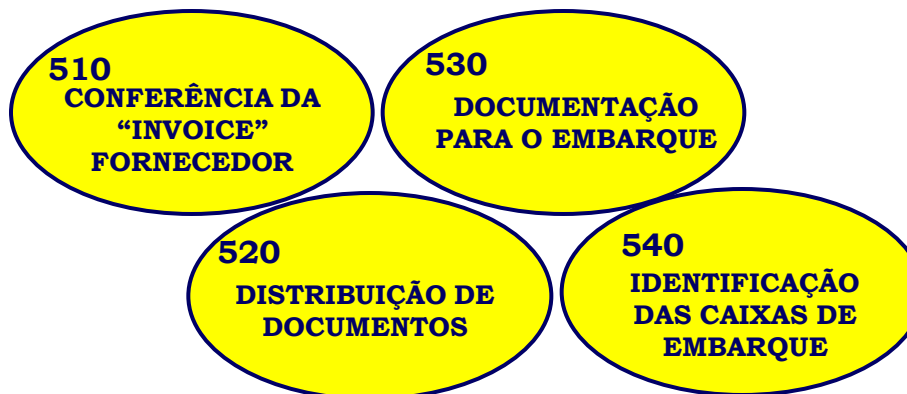 510
CONFERÊNCIA DA
“INVOICE”
FORNECEDOR
530
DOCUMENTAÇÃO
PARA O EMBARQUE
520
DISTRIBUIÇÃO DE
DOCUMENTOS
540
IDENTIFICAÇÃO
DAS CAIXAS DE
EMBARQUE